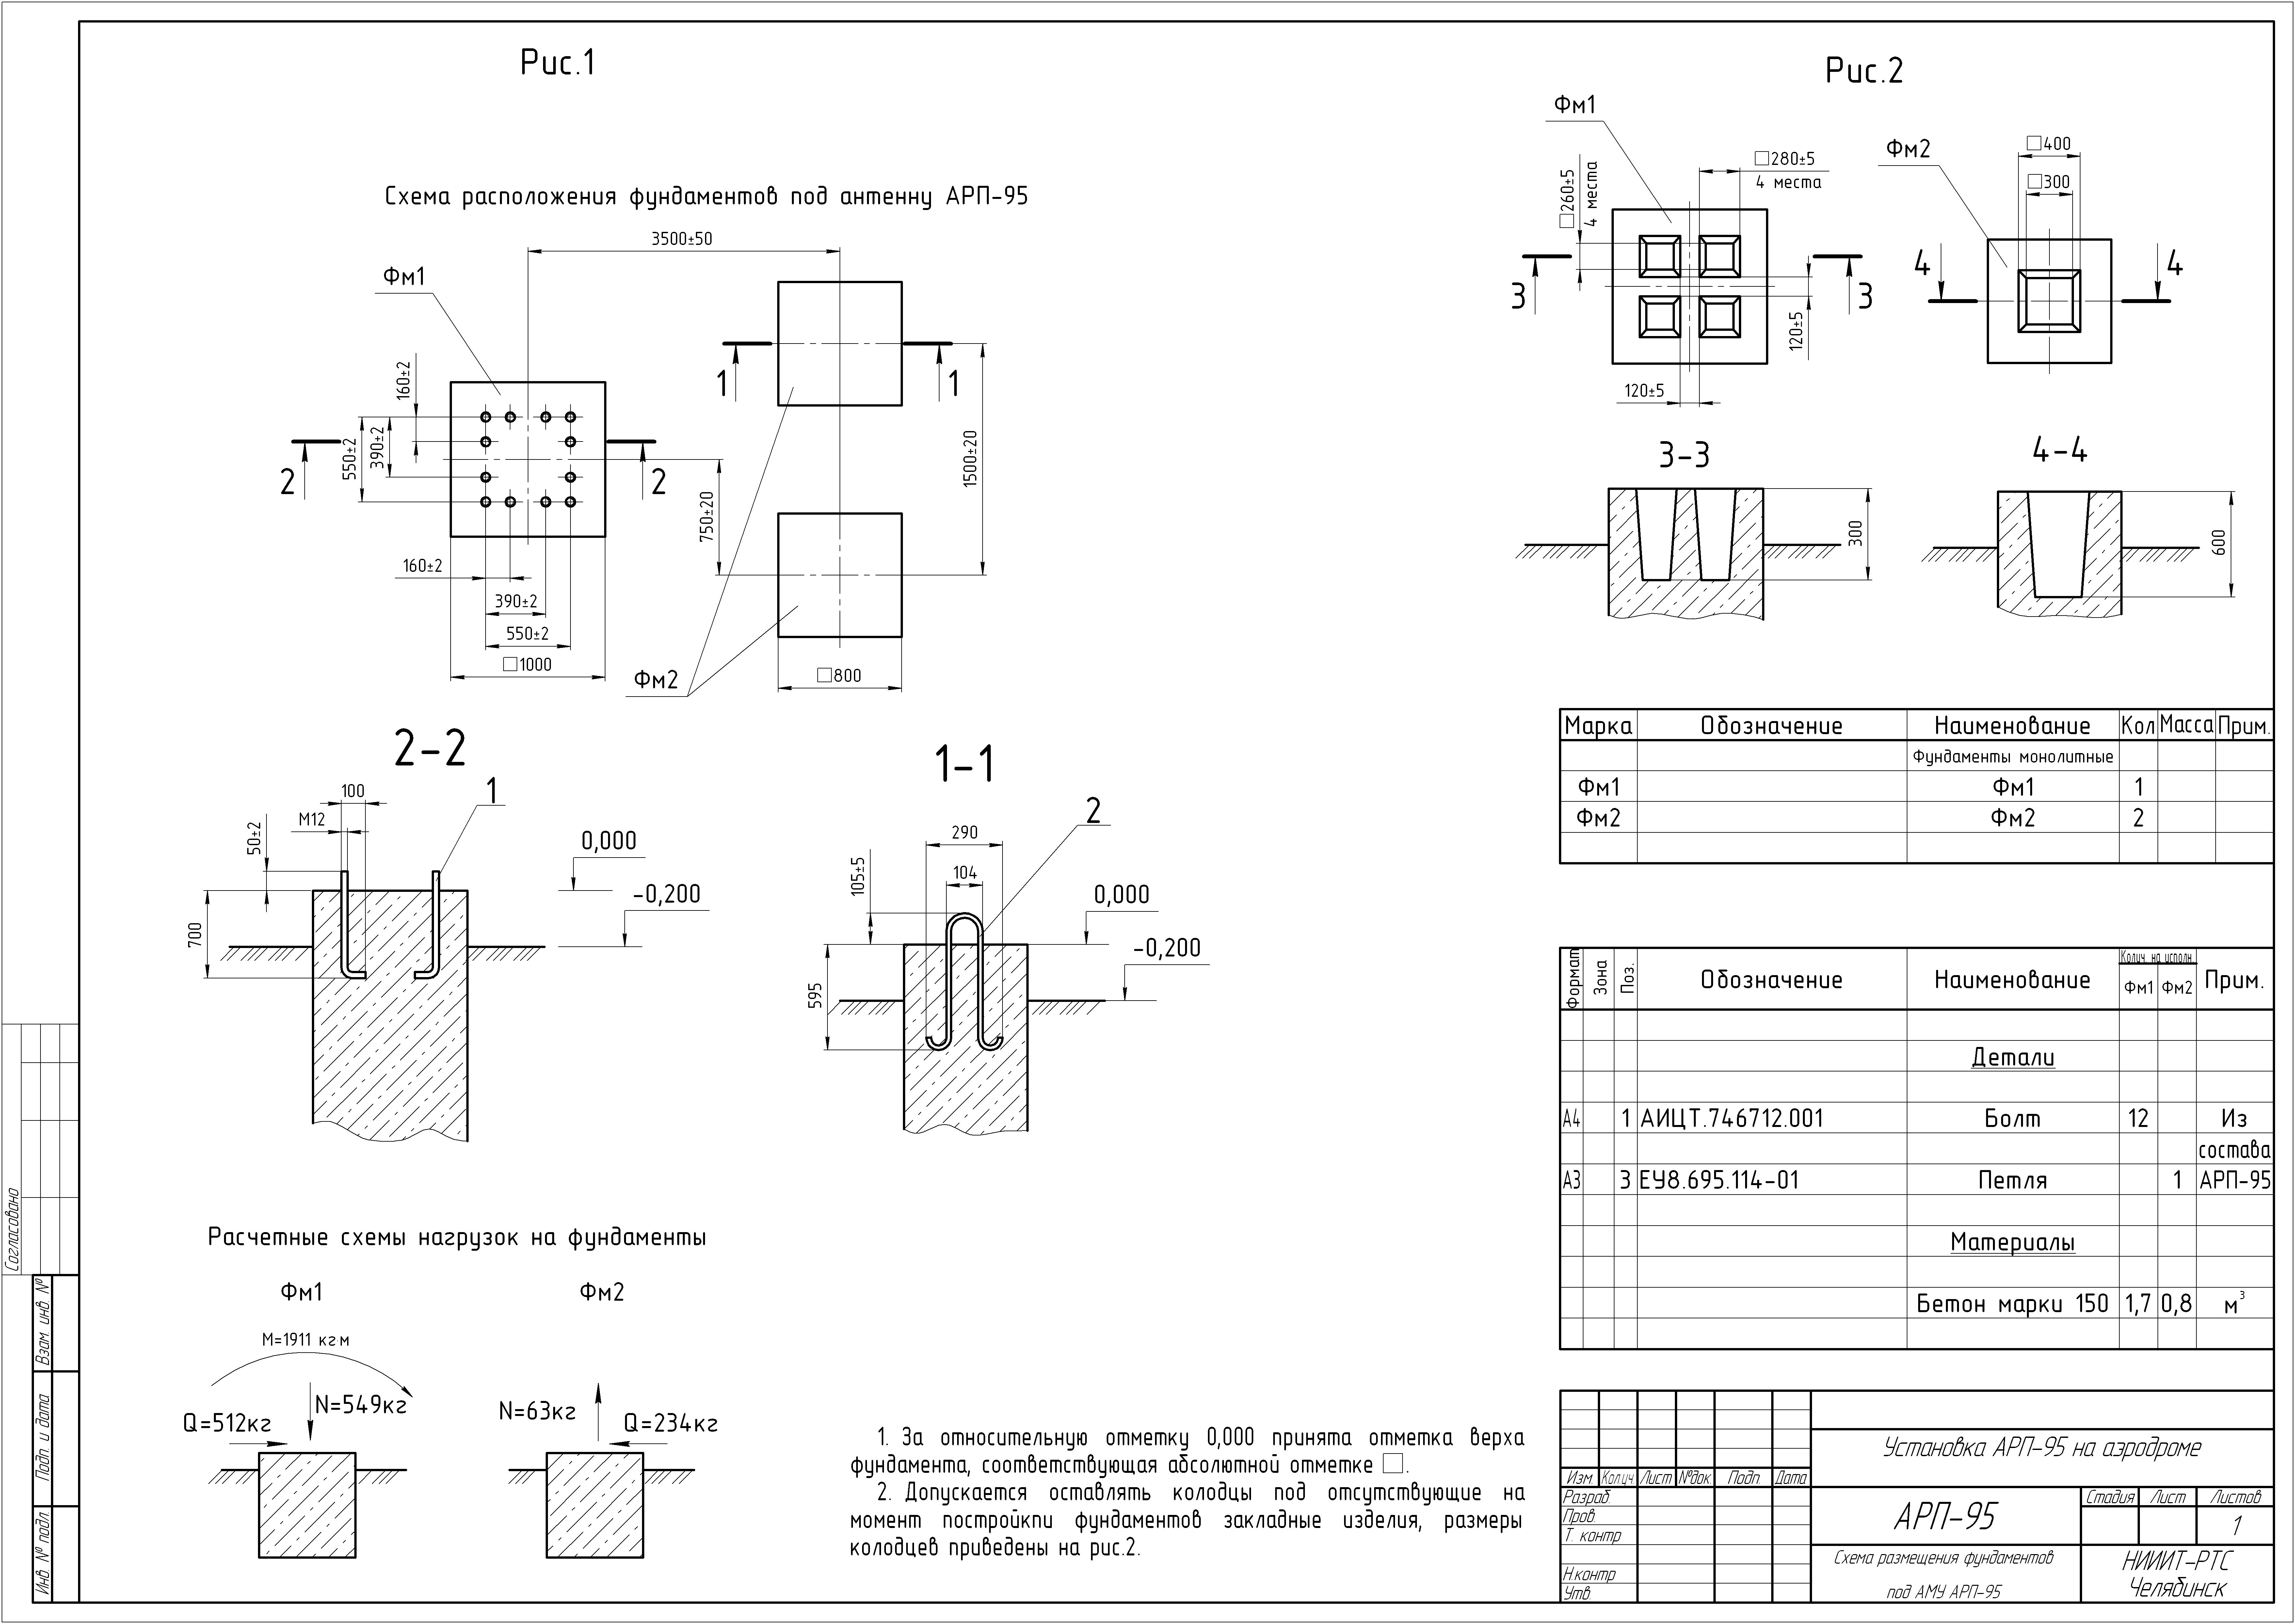 Рис.1
Схема расположения фундаментов под антенну АРП-95
3500±50
Фм1
160±2
550±2
390±2
2
2
1
1
1500±20
750±20
160±2
390±2
550±2
□1000
Фм2
□800
2-2
100
М12
50±2
700
1
0,000
-0,200
1-1
290
104
105±5
595
2
0,000
-0,200
Расчетные схемы нагрузок на фундаменты
Фм1
Фм2
М=1911 кг·м
N=549кг
Q=512кг
N=63кг
Q=234кг
1. За относительную отметку 0,000 принята отметка верха
фундамента, соответствующая абсолютной отметке □.
2. Допускается оставлять колодцы под отсутствующие на
момент постройкпи фундаментов закладные изделия, размеры
колодцев приведены на рис.2.
Рис.2
Фм1
□280±5
4 места
□260±5
4 места
3
3
120±5
120±5
Фм2
□400
□300
4
4
3-3
300
4-4
600
Марка Обозначение Наименование Кол Масса Прим.
Фундаменты монолитные
Фм1 Фм1 1
Фм2 Фм2 2
Формат Зона Поз. Обозначение Наименование Колич. на исполн. Фм1 Фм2 Прим.
Детали
А4 1 АИЦТ.746712.001 Болт 12 Из
состава
А3 3 ЕУ8.695.114-01 Петля 1 АРП-95
Материалы
Бетон марки 150 1,7 0,8 м³
Изм. Кол.уч. Лист №док. Подп. Дата
Разраб.
Пров.
Т. контр
Н.контр
Утв.
Установка АРП-95 на аэродроме
АРП-95
Стадия Лист Листов
1
Схема размещения фундаментов
под АМУ АРП-95
НИИИТ-РТС
Челябинск
Согласовано
Взам. инв. №
Подп. и дата
Инв. № подл.